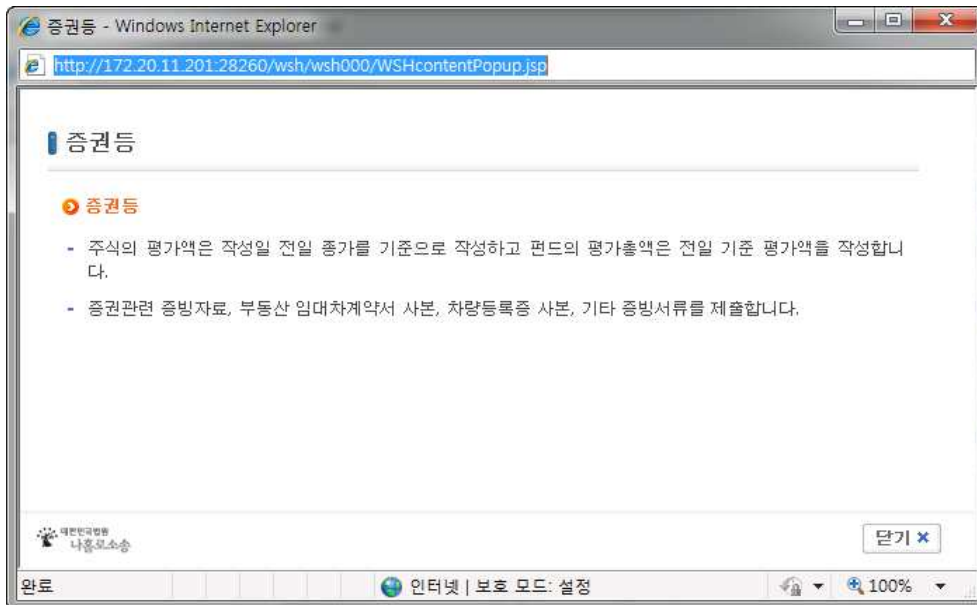 증권등 - Windows Internet Explorer
http://172.20.11.201:28260/wsh/wsh000/WSHcontentPopup.jsp
증권등
증권등
- 주식의 평가액은 작성일 전일 종가를 기준으로 작성하고 펀드의 평가총액은 전일 기준 평가액을 작성합니
다.
- 증권관련 증빙자료, 부동산 임대차계약서 사본, 차량등록증 사본, 기타 증빙서류를 제출합니다.
대한민국법원
나홀로소송
닫기
완료
인터넷 | 보호 모드: 설정
100%